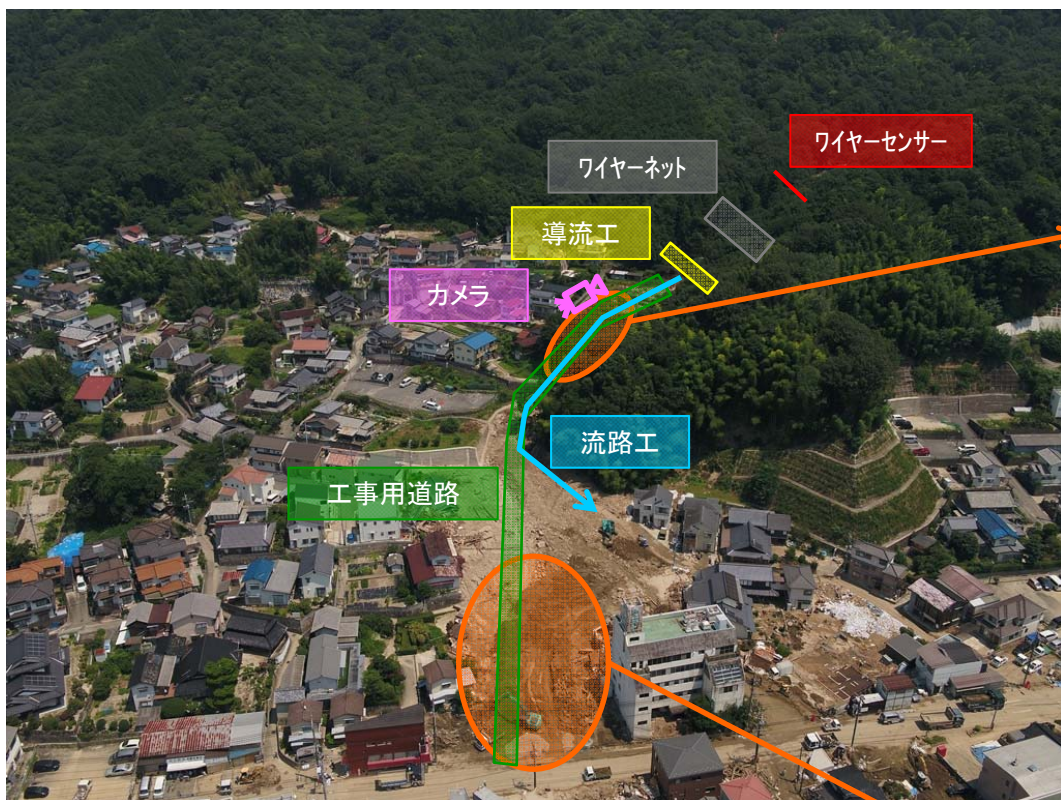 ワイヤーセンサー
ワイヤーネット
導流工
カメラ
流路工
工事用道路